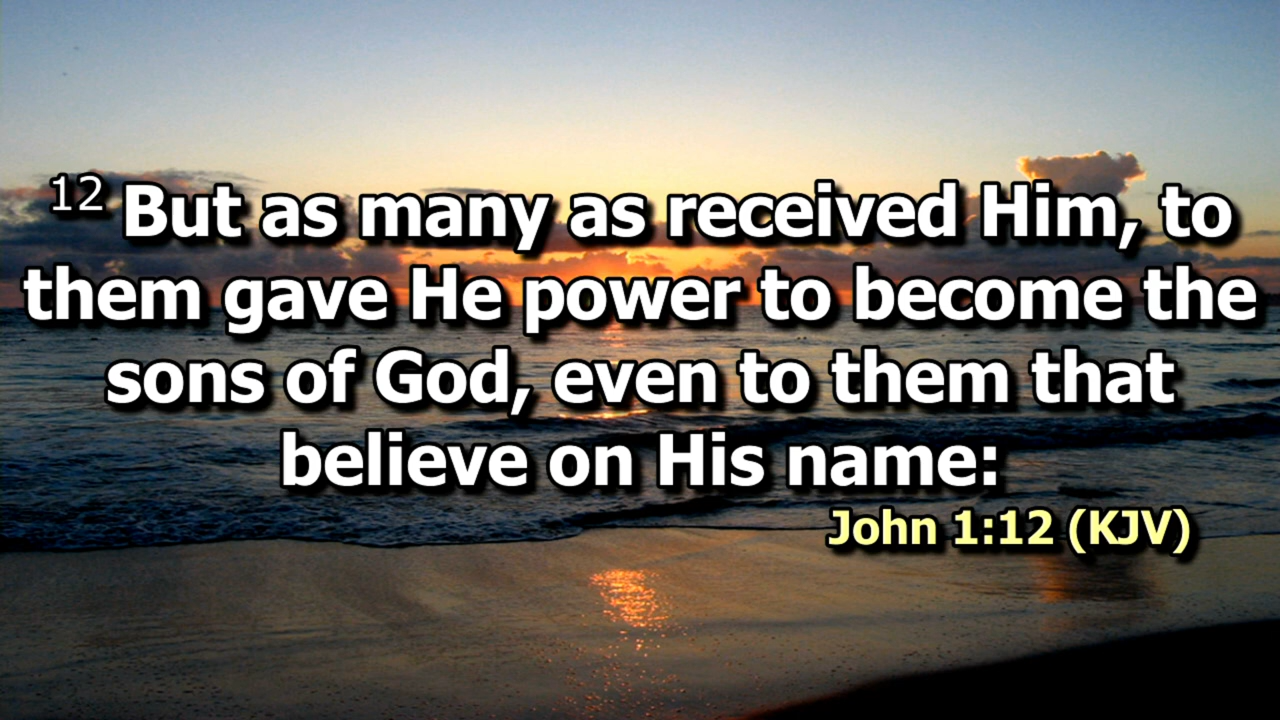 12 But as many as received Him, to
them gave He power to become the
sons of God, even to them that
believe on His name:
John 1:12 (KJV)